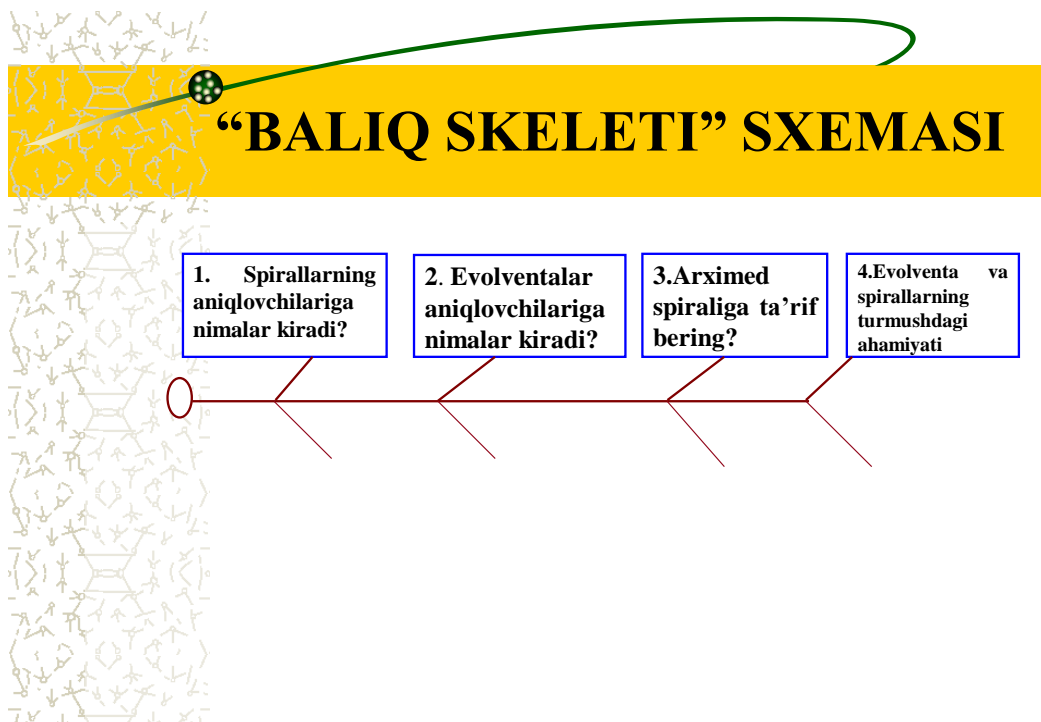 “BALIQ SKELETI” SXEMASI
1. Spirallarning
aniqlovchilariga
nimalar kiradi?
2. Evolventalar
aniqlovchilariga
nimalar kiradi?
3.Arximed
spiraliga ta’rif
bering?
4.Evolventa va
spirallarning
turmushdagi
ahamiyati